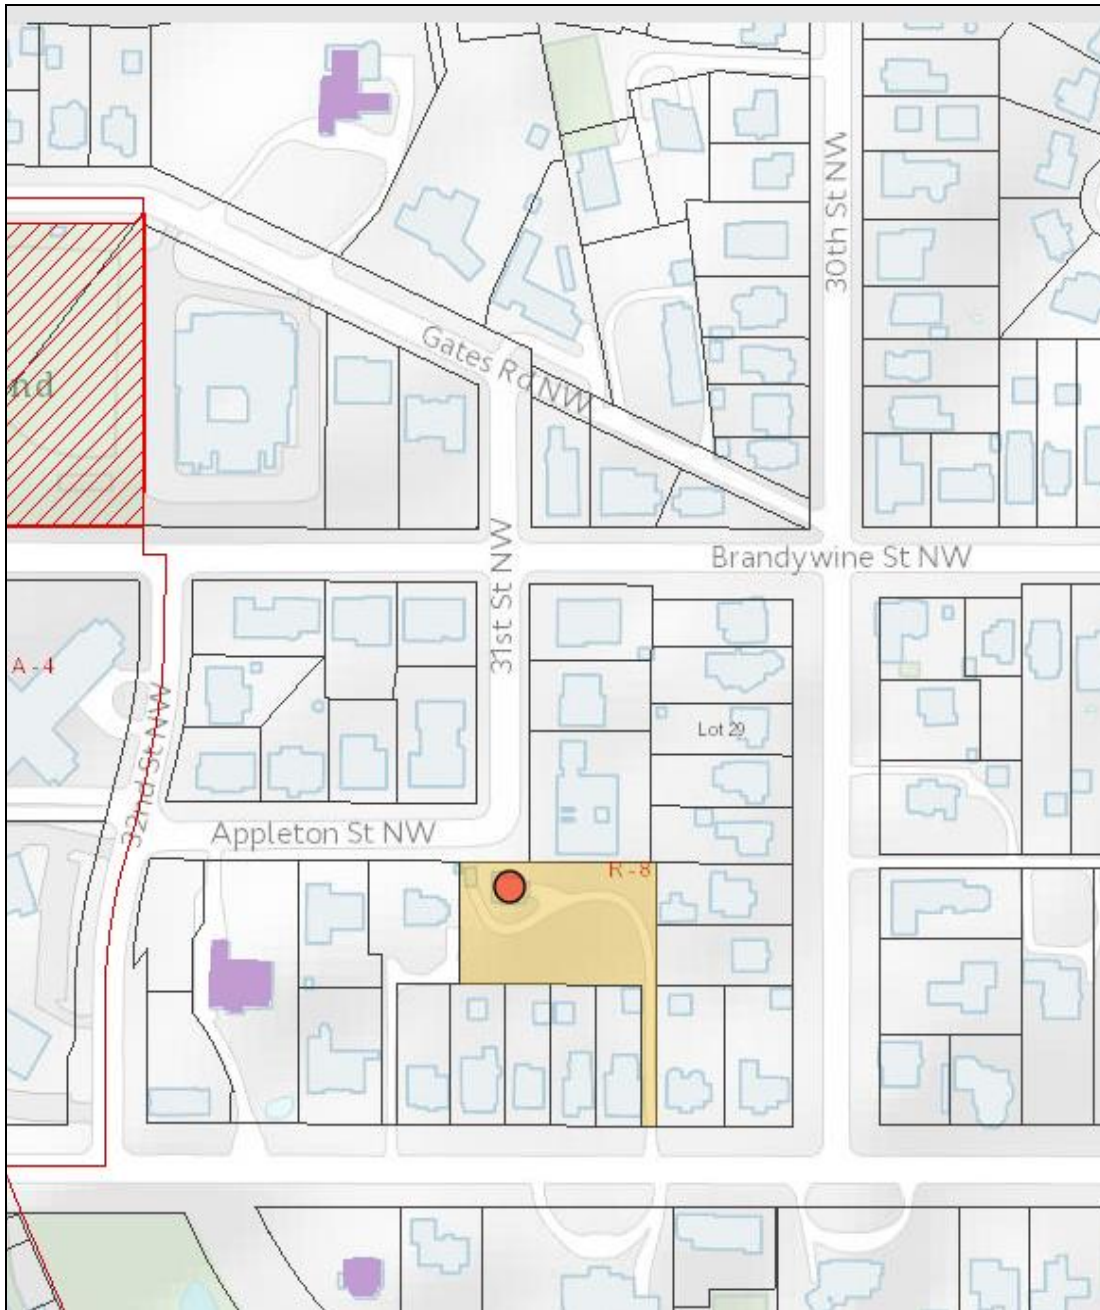 30th St NW
Gates Rd NW
nd
31st St NW
Brandywine St NW
A - 4
32nd St NW
Lot 29
Appleton St NW
R - 8